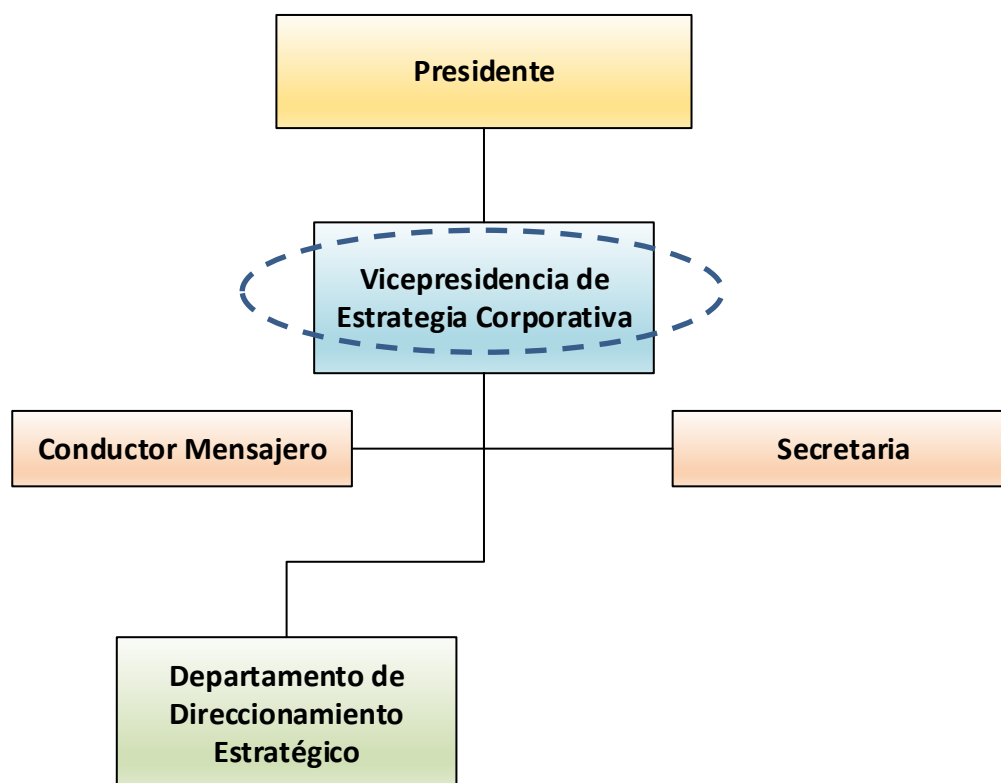 Presidente
Vicepresidencia de
Estrategia Corporativa
Conductor Mensajero
Secretaria
Departamento de
Direccionamiento
Estratégico